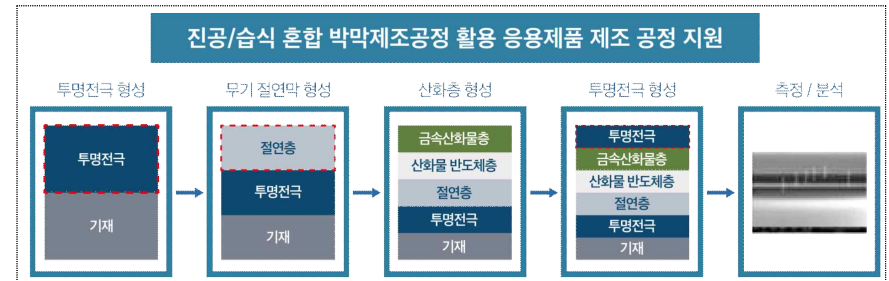 진공/습식 혼합 박막제조공정 활용 응용제품 제조 공정 지원
투명전극 형성
투명전극
기재
무기 절연막 형성
절연층
투명전극
기재
산화층 형성
금속산화물층
산화물 반도체층
절연층
투명전극
기재
투명전극 형성
투명전극
금속산화물층
산화물 반도체층
절연층
투명전극
기재
측정 / 분석